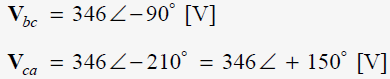 V_bc = 346∠−90° [V]
V_ca = 346∠−210° = 346∠ + 150° [V]